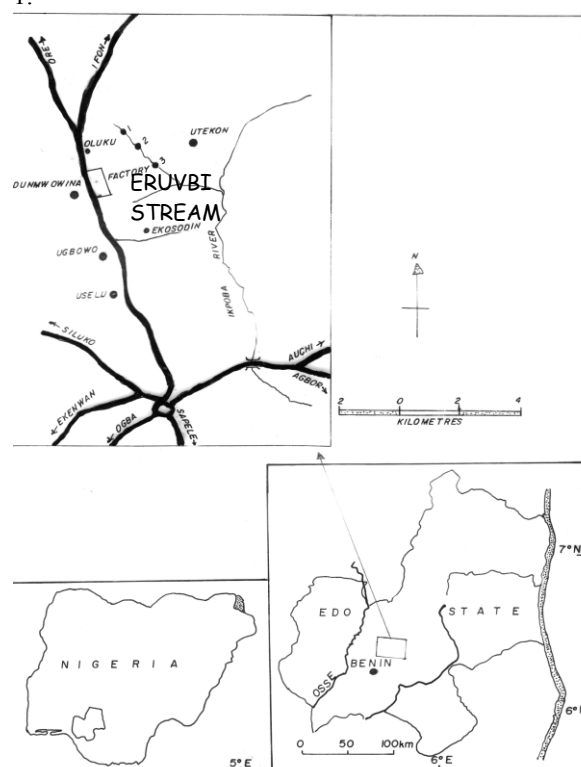 1.
ORE
IFON
1
2
UTEKON
OLUKU
3
FACTORY
ERUVBI
DUNMWOWINA
STREAM
EKOSODIN
UGBOWO
RIVER
N
USELU
IKPOBA
SILUKO
AUCHI
AGBOR
EKENWAN
OGBA
SAPELE
2 0 2 4
KILOMETRES
7°N
EDO STATE
NIGERIA
BENIN
OSSE
6°
0 50 100km
5°E
6°E